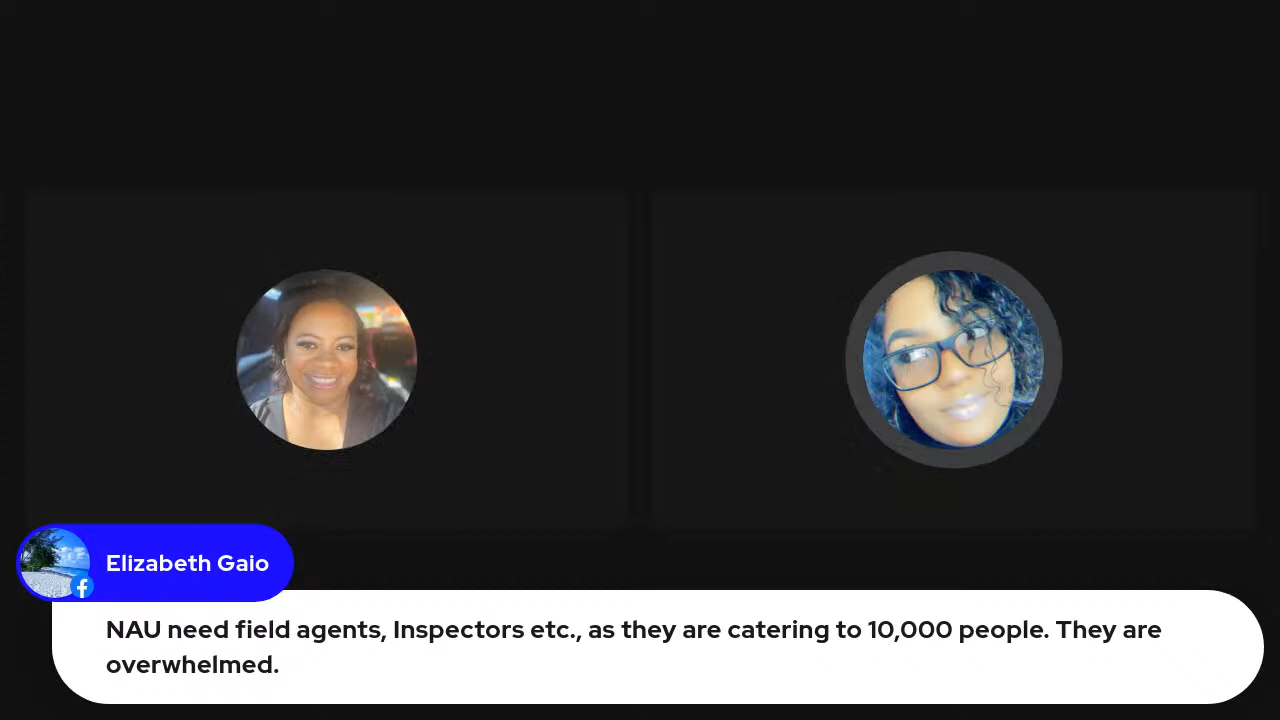 Elizabeth Gaio
NAU need field agents, Inspectors etc., as they are catering to 10,000 people. They are
overwhelmed.